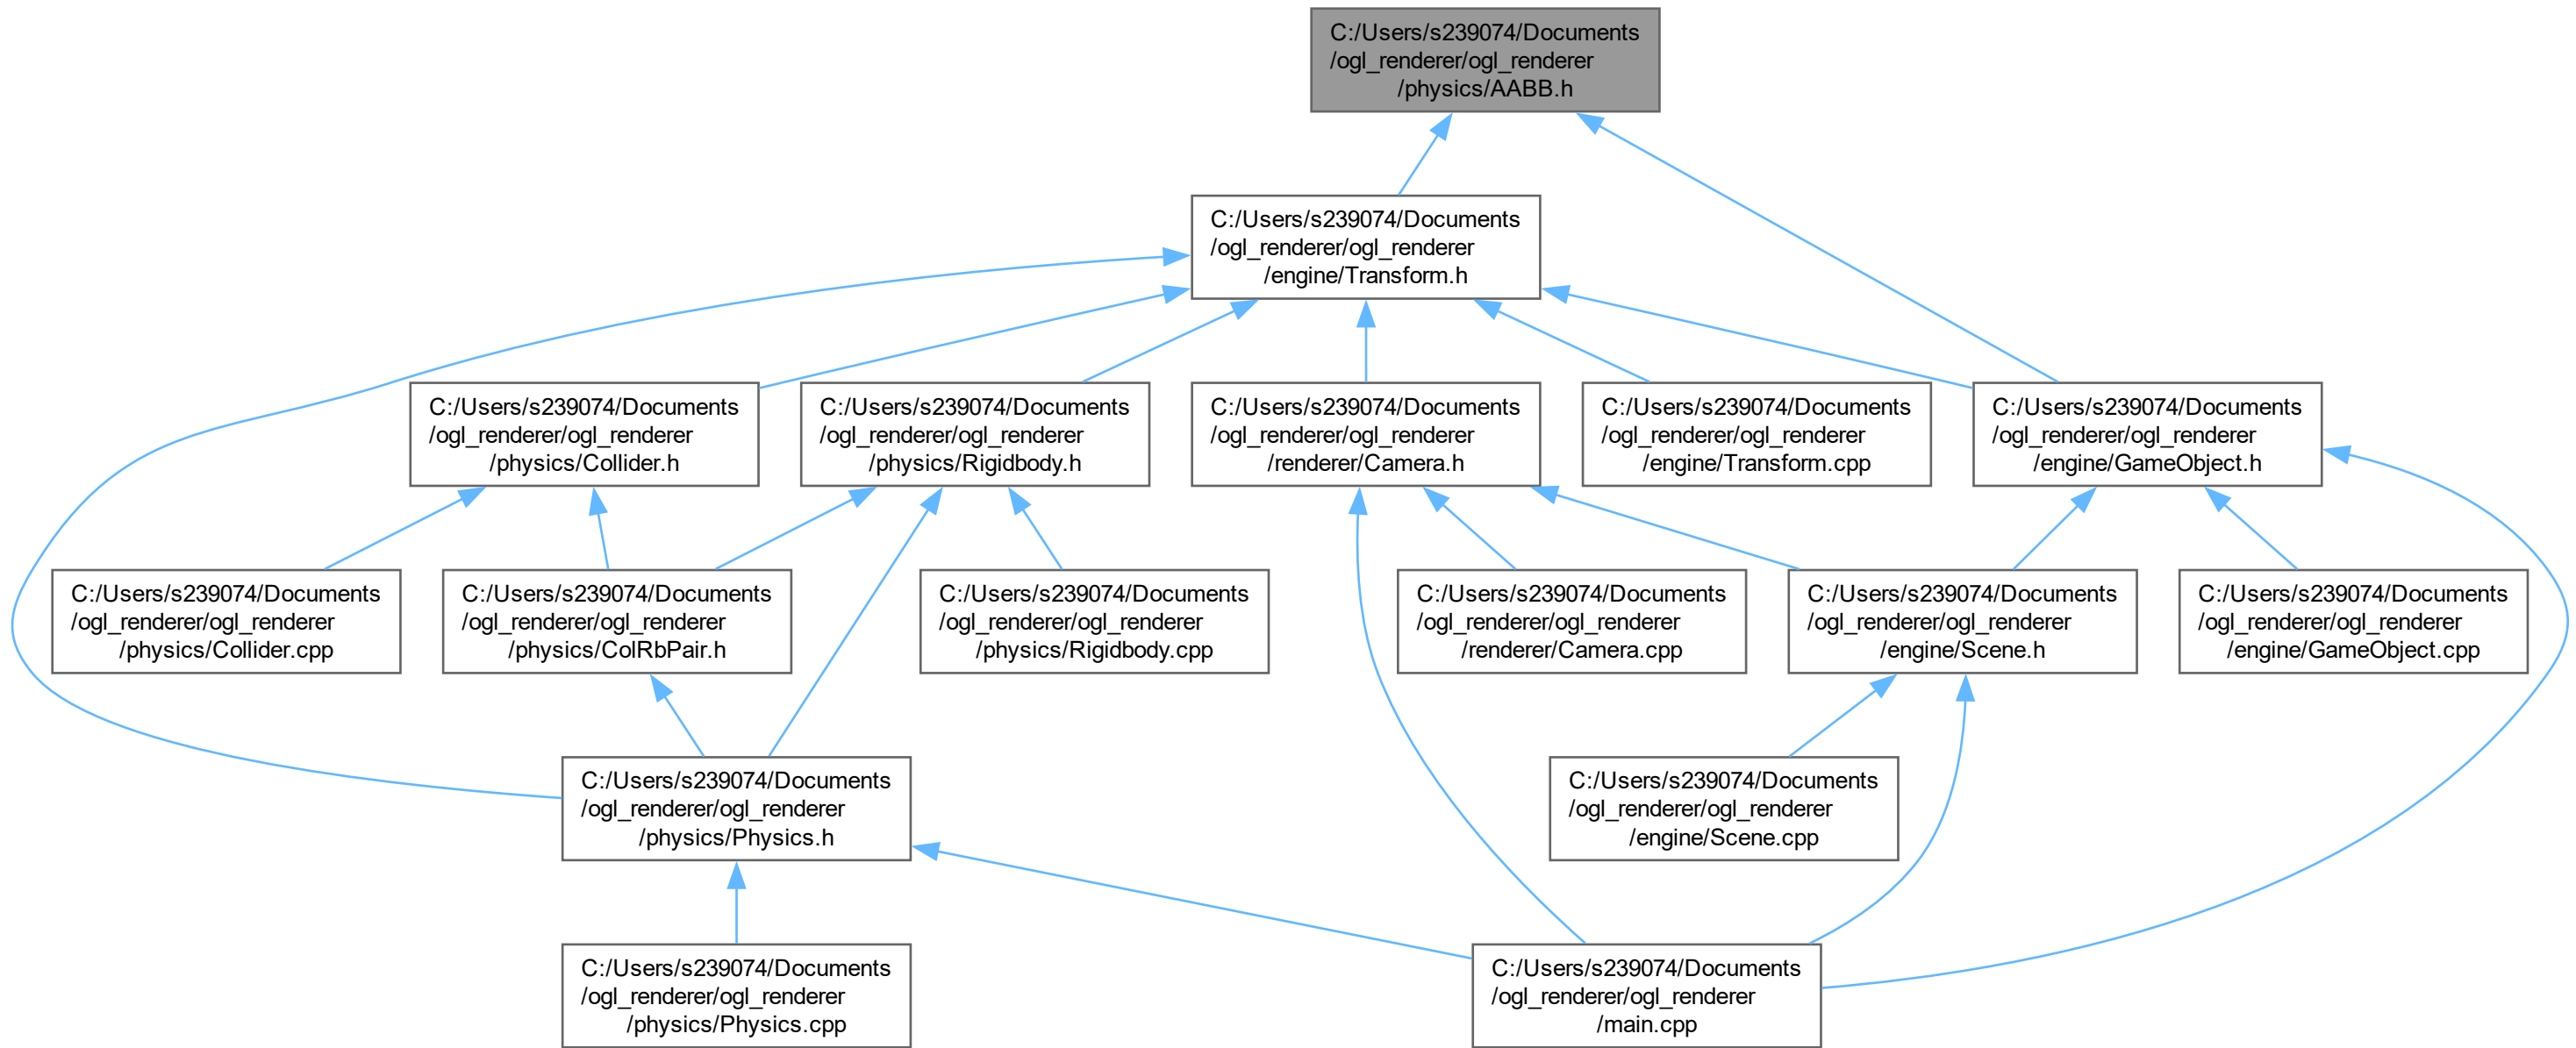 C:/Users/s239074/Documents
/ogl_renderer/ogl_renderer
/physics/AABB.h
C:/Users/s239074/Documents
/ogl_renderer/ogl_renderer
/engine/Transform.h
C:/Users/s239074/Documents
/ogl_renderer/ogl_renderer
/physics/Collider.h
C:/Users/s239074/Documents
/ogl_renderer/ogl_renderer
/physics/Rigidbody.h
C:/Users/s239074/Documents
/ogl_renderer/ogl_renderer
/renderer/Camera.h
C:/Users/s239074/Documents
/ogl_renderer/ogl_renderer
/engine/Transform.cpp
C:/Users/s239074/Documents
/ogl_renderer/ogl_renderer
/engine/GameObject.h
C:/Users/s239074/Documents
/ogl_renderer/ogl_renderer
/physics/Collider.cpp
C:/Users/s239074/Documents
/ogl_renderer/ogl_renderer
/physics/ColRbPair.h
C:/Users/s239074/Documents
/ogl_renderer/ogl_renderer
/physics/Rigidbody.cpp
C:/Users/s239074/Documents
/ogl_renderer/ogl_renderer
/renderer/Camera.cpp
C:/Users/s239074/Documents
/ogl_renderer/ogl_renderer
/engine/Scene.h
C:/Users/s239074/Documents
/ogl_renderer/ogl_renderer
/engine/GameObject.cpp
C:/Users/s239074/Documents
/ogl_renderer/ogl_renderer
/physics/Physics.h
C:/Users/s239074/Documents
/ogl_renderer/ogl_renderer
/engine/Scene.cpp
C:/Users/s239074/Documents
/ogl_renderer/ogl_renderer
/physics/Physics.cpp
C:/Users/s239074/Documents
/ogl_renderer/ogl_renderer
/main.cpp